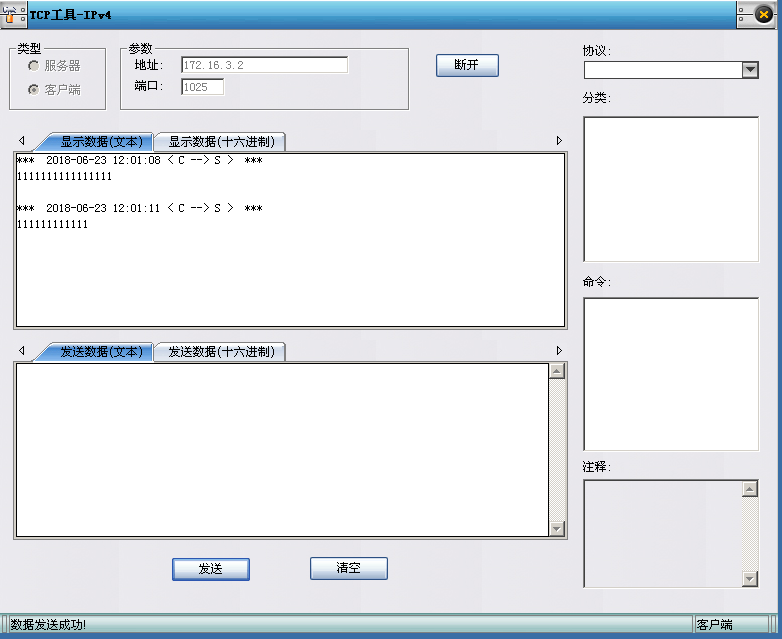 TCP工具-IPv4
类型
服务器
客户端
参数
地址: 172.16.3.2
端口: 1025
断开
协议:
分类:
显示数据(文本) 显示数据(十六进制)
*** 2018-06-23 12:01:08 < C --> S > ***
1111111111111111
*** 2018-06-23 12:01:11 < C --> S > ***
111111111111
命令:
发送数据(文本) 发送数据(十六进制)
注释:
发送 清空
数据发送成功! 客户端